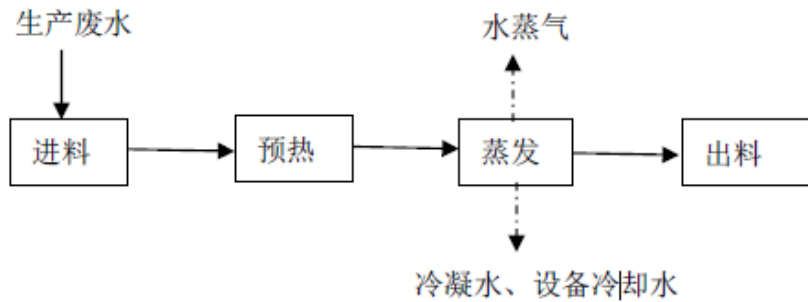 生产废水
水蒸气
进料
预热
蒸发
出料
冷凝水、设备冷却水